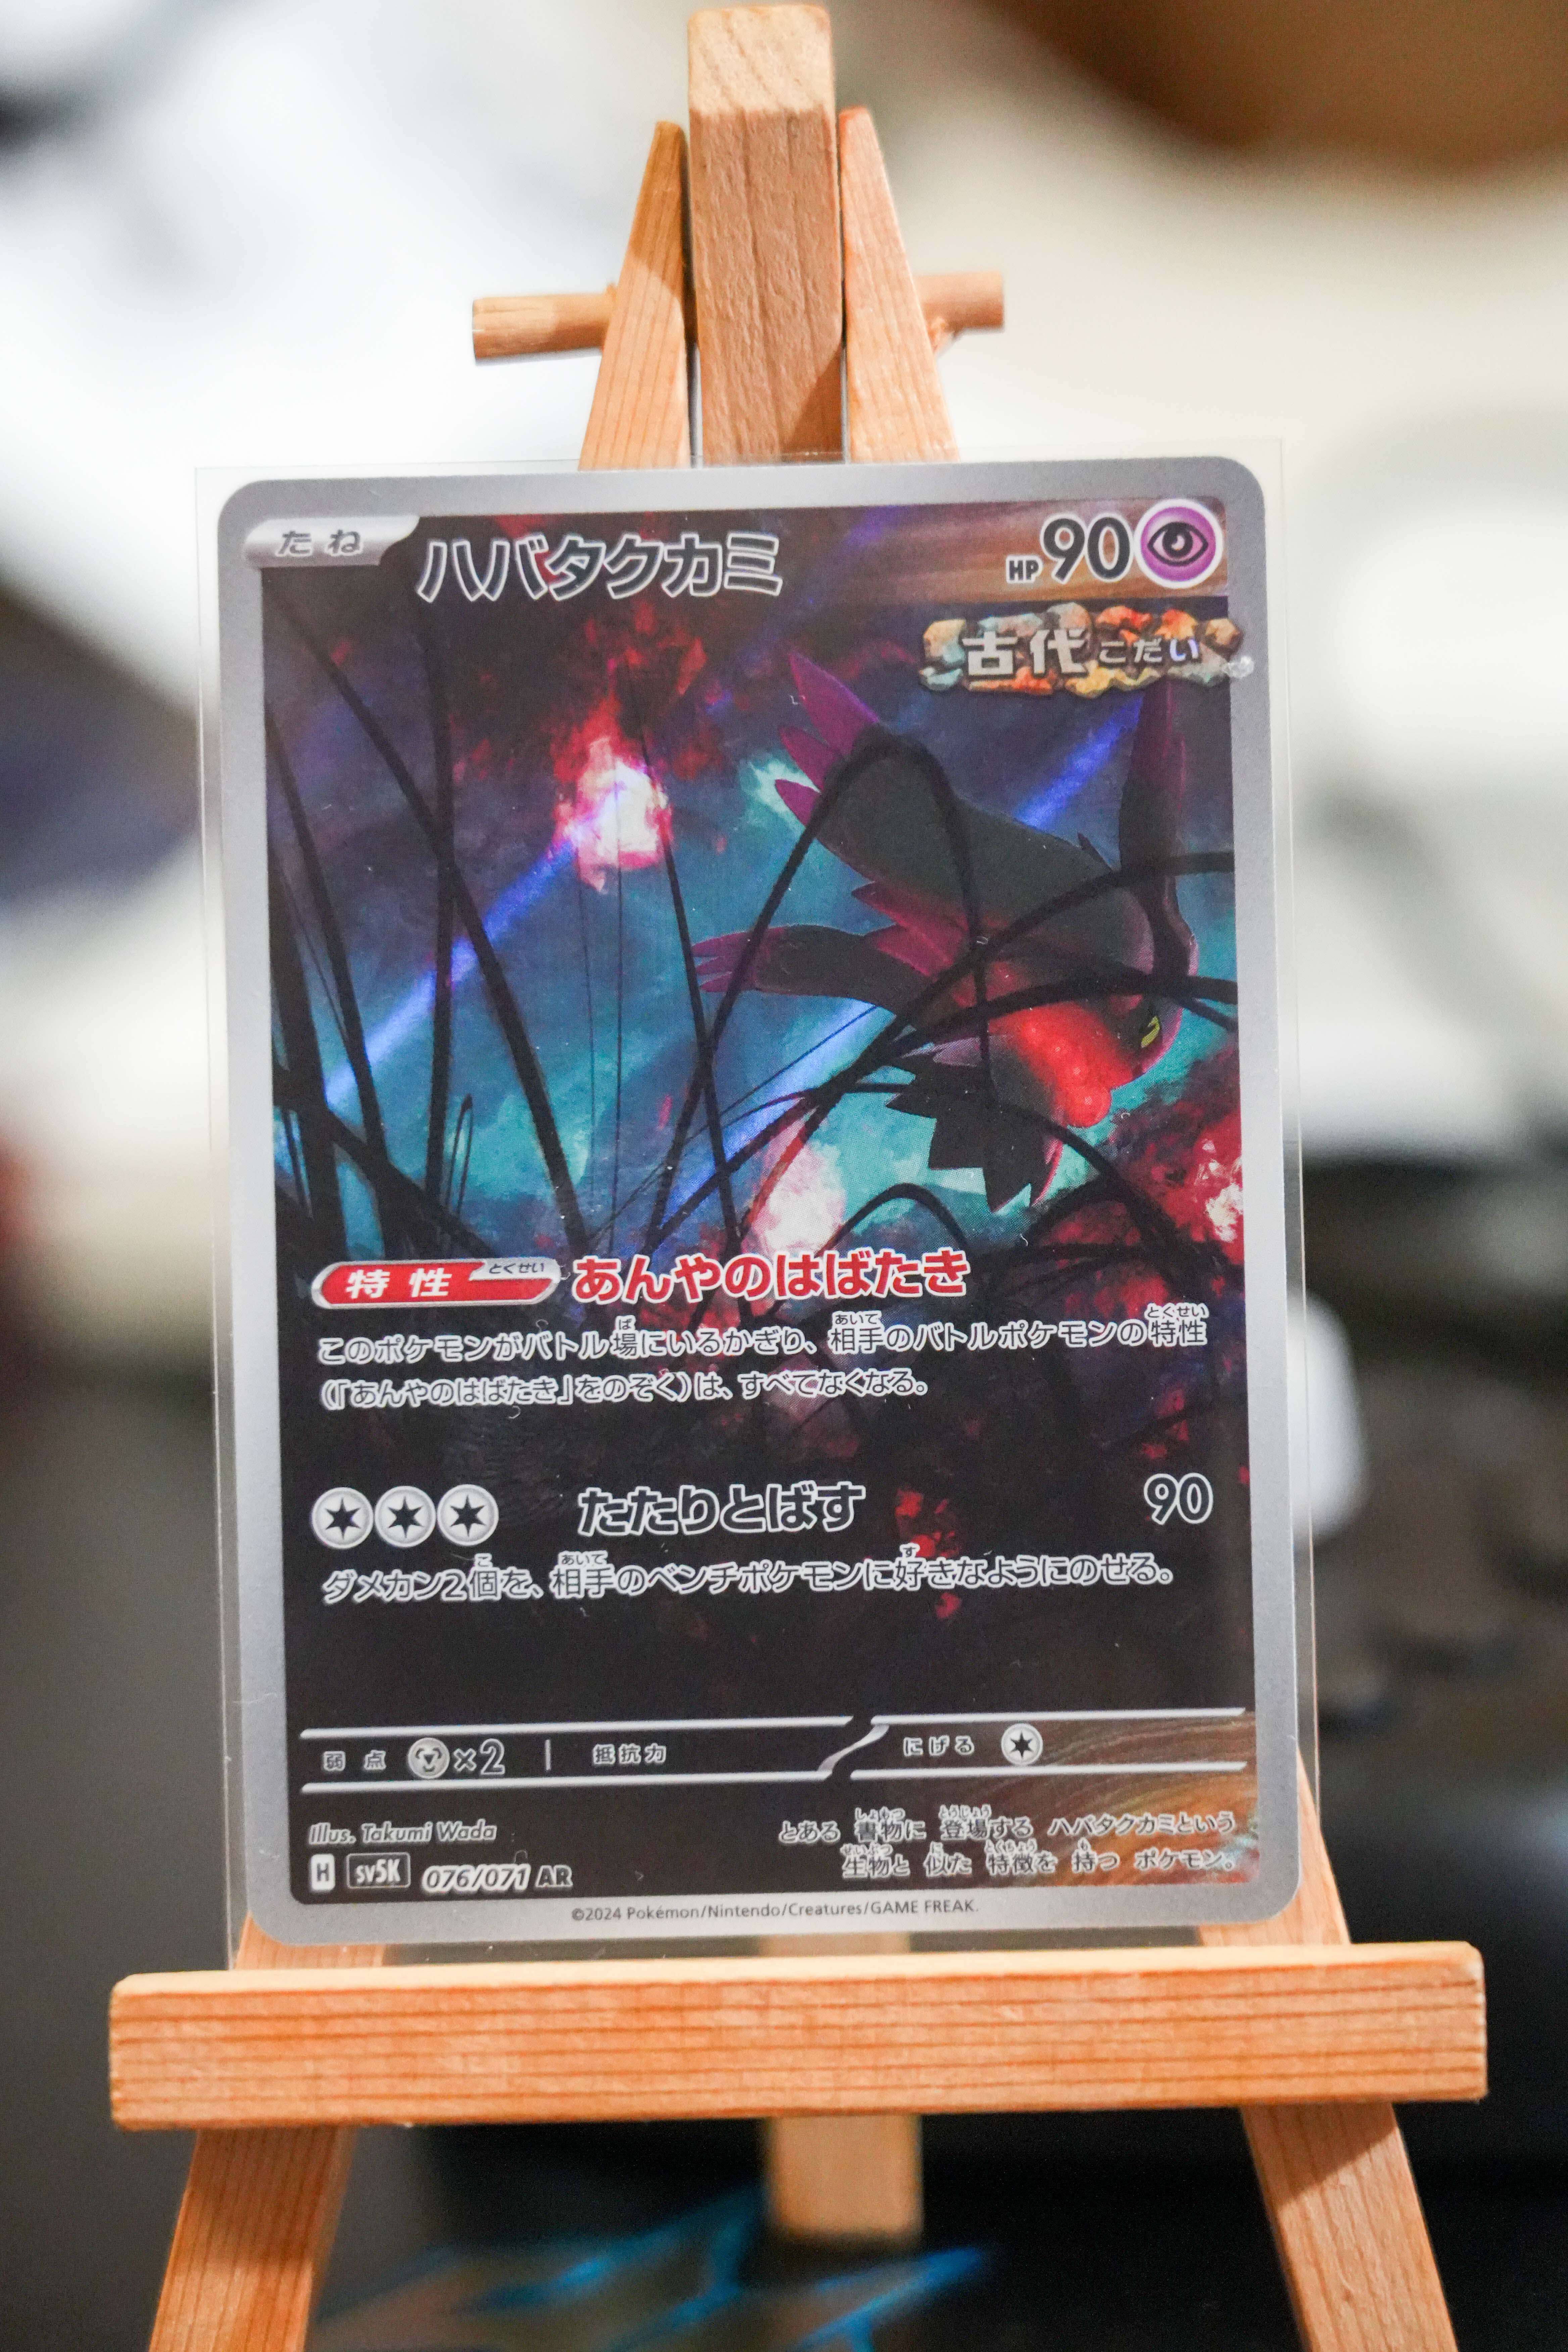 たね
ハバタクカミ
HP90
古代 こだい
特性 とくせい あんやのはばたき
このポケモンがバトル場にいるかぎり、相手のバトルポケモンの特性
(「あんやのはばたき」をのぞく)は、すべてなくなる。
たたりとばす 90
ダメカン2個を、相手のベンチポケモンに好きなようにのせる。
弱点 ×2 抵抗力 にげる
Illus. Takumi Wada
とある 書物に 登場する ハバタクカミという
生物と 似た 特徴を 持つ ポケモン。
H sv5K 076/071 AR
©2024 Pokémon/Nintendo/Creatures/GAME FREAK.